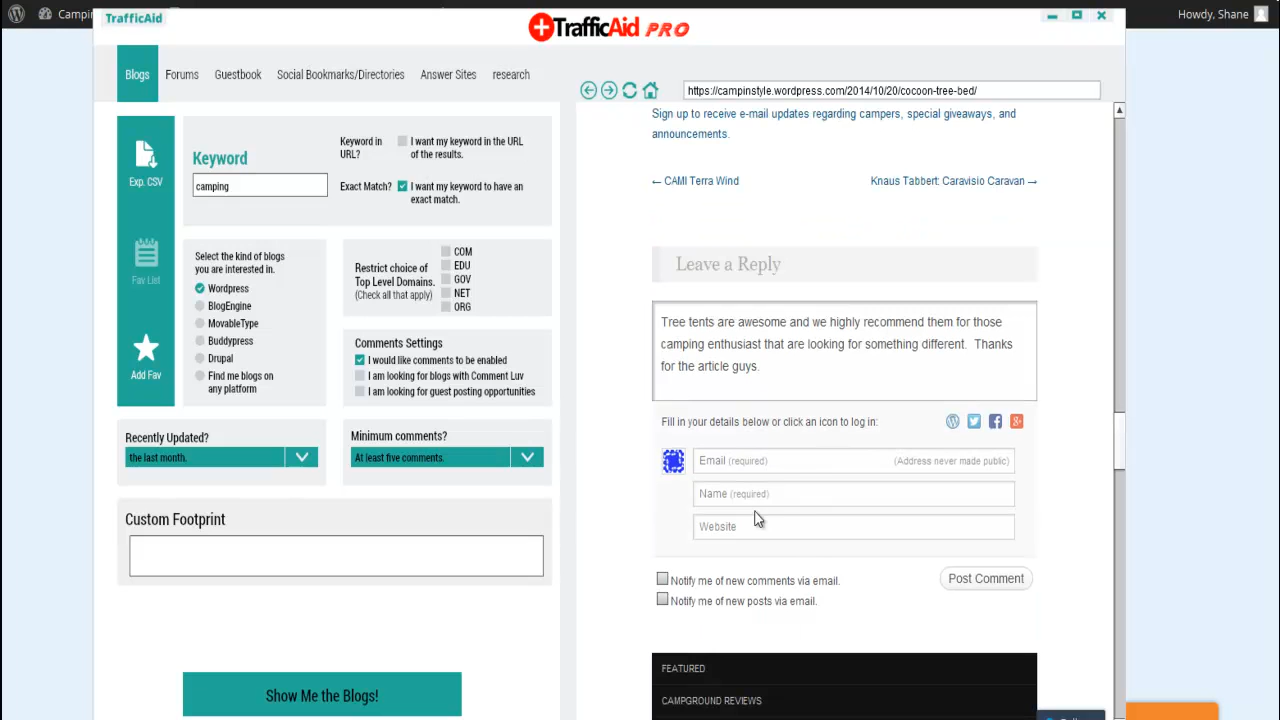 Campin
Howdy, Shane
TrafficAid
TrafficAid PRO
Blogs
Forums
Guestbook
Social Bookmarks/Directories
Answer Sites
research
https://campinstyle.wordpress.com/2014/10/20/cocoon-tree-bed/
Exp. CSV
Fav List
Add Fav
Keyword
camping
Keyword in
URL?
I want my keyword in the URL
of the results.
Exact Match?
I want my keyword to have an
exact match.
Select the kind of blogs
you are interested in.
Wordpress
BlogEngine
MovableType
Buddypress
Drupal
Find me blogs on
any platform
Restrict choice of
Top Level Domains.
(Check all that apply)
COM
EDU
GOV
NET
ORG
Comments Settings
I would like comments to be enabled
I am looking for blogs with Comment Luv
I am looking for guest posting opportunities
Recently Updated?
the last month.
Minimum comments?
At least five comments.
Custom Footprint
Show Me the Blogs!
Sign up to receive e-mail updates regarding campers, special giveaways, and
announcements.
← CAMI Terra Wind
Knaus Tabbert: Caravisio Caravan →
Leave a Reply
Tree tents are awesome and we highly recommend them for those
camping enthusiast that are looking for something different. Thanks
for the article guys.
Fill in your details below or click an icon to log in:
Email (required)
(Address never made public)
Name (required)
Website
Notify me of new comments via email.
Post Comment
Notify me of new posts via email.
FEATURED
CAMPGROUND REVIEWS